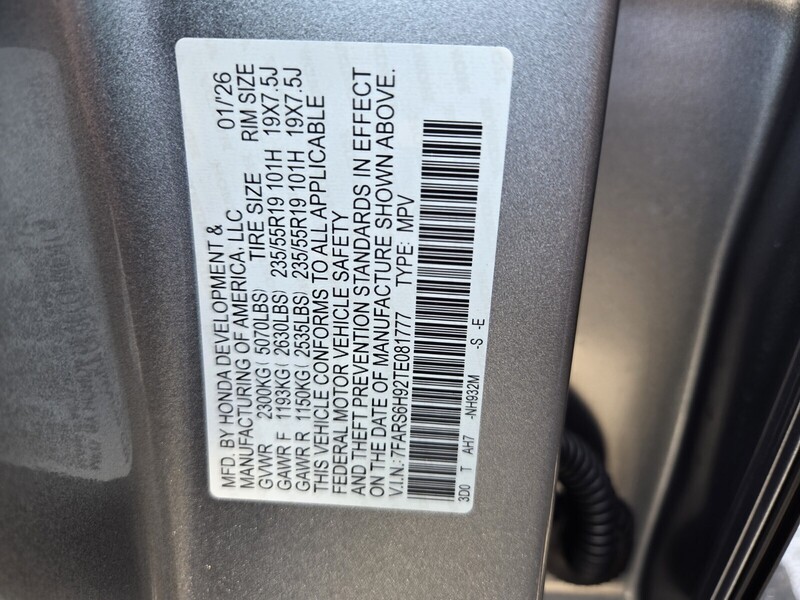 MFD. BY HONDA DEVELOPMENT & 01/'26
MANUFACTURING OF AMERICA, LLC
GVWR 2300KG ( 5070LBS) TIRE SIZE RIM SIZE
GAWR F 1193KG ( 2630LBS) 235/55R19 101H 19X7.5J
GAWR R 1150KG ( 2535LBS) 235/55R19 101H 19X7.5J
THIS VEHICLE CONFORMS TO ALL APPLICABLE
FEDERAL MOTOR VEHICLE SAFETY
AND THEFT PREVENTION STANDARDS IN EFFECT
ON THE DATE OF MANUFACTURE SHOWN ABOVE.
V.I.N.: 7FARS6H92TE081777 TYPE: MPV
3D0 T AH7 -NH932M -S -E